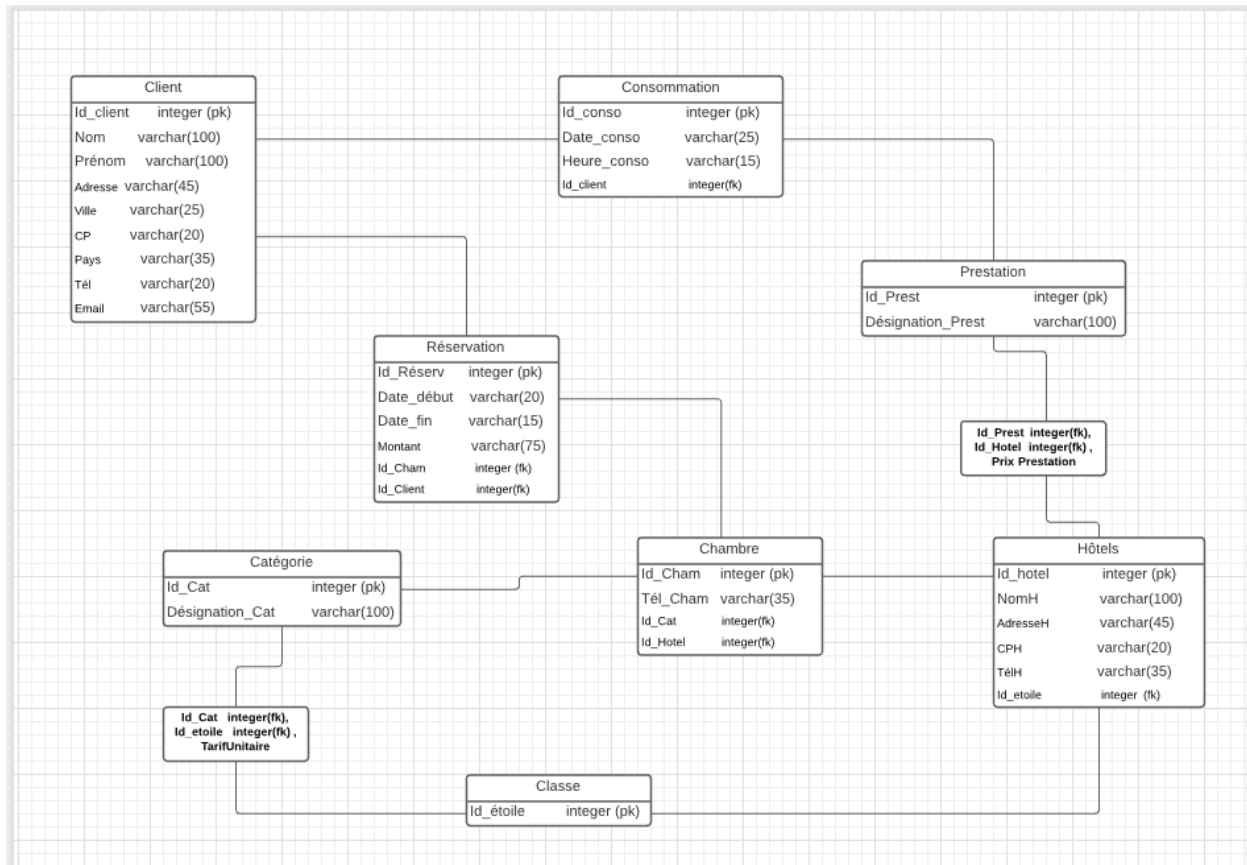 Client
Id_client integer (pk)
Nom varchar(100)
Prénom varchar(100)
Adresse varchar(45)
Ville varchar(25)
CP varchar(20)
Pays varchar(35)
Tél varchar(20)
Email varchar(55)
Consommation
Id_conso integer (pk)
Date_conso varchar(25)
Heure_conso varchar(15)
Id_client integer(fk)
Prestation
Id_Prest integer (pk)
Désignation_Prest varchar(100)
Réservation
Id_Réserv integer (pk)
Date_début varchar(20)
Date_fin varchar(15)
Montant varchar(75)
Id_Cham integer (fk)
Id_Client integer(fk)
Id_Prest integer(fk),
Id_Hotel integer(fk) ,
Prix Prestation
Catégorie
Id_Cat integer (pk)
Désignation_Cat varchar(100)
Chambre
Id_Cham integer (pk)
Tél_Cham varchar(35)
Id_Cat integer(fk)
Id_Hotel integer(fk)
Hôtels
Id_hotel integer (pk)
NomH varchar(100)
AdresseH varchar(45)
CPH varchar(20)
TélH varchar(35)
Id_etoile integer (fk)
Id_Cat integer(fk),
Id_etoile integer(fk) ,
TarifUnitaire
Classe
Id_étoile integer (pk)